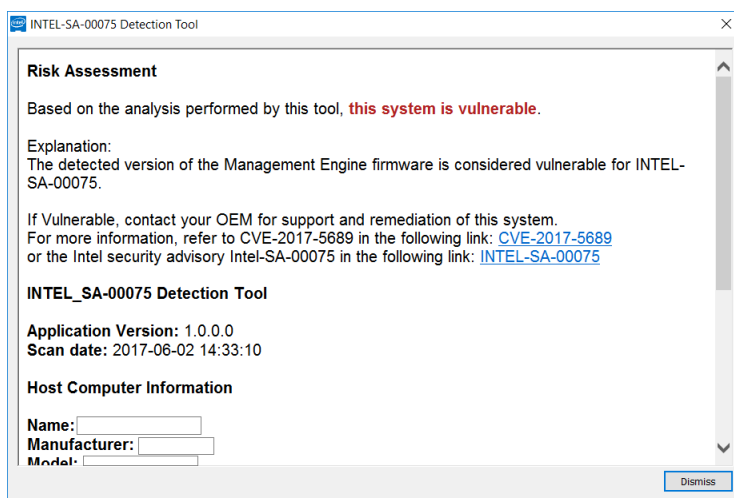 INTEL-SA-00075 Detection Tool
Risk Assessment
Based on the analysis performed by this tool, this system is vulnerable.
Explanation:
The detected version of the Management Engine firmware is considered vulnerable for INTEL-
SA-00075.
If Vulnerable, contact your OEM for support and remediation of this system.
For more information, refer to CVE-2017-5689 in the following link: CVE-2017-5689
or the Intel security advisory Intel-SA-00075 in the following link: INTEL-SA-00075
INTEL_SA-00075 Detection Tool
Application Version: 1.0.0.0
Scan date: 2017-06-02 14:33:10
Host Computer Information
Name:
Manufacturer:
Model:
Dismiss